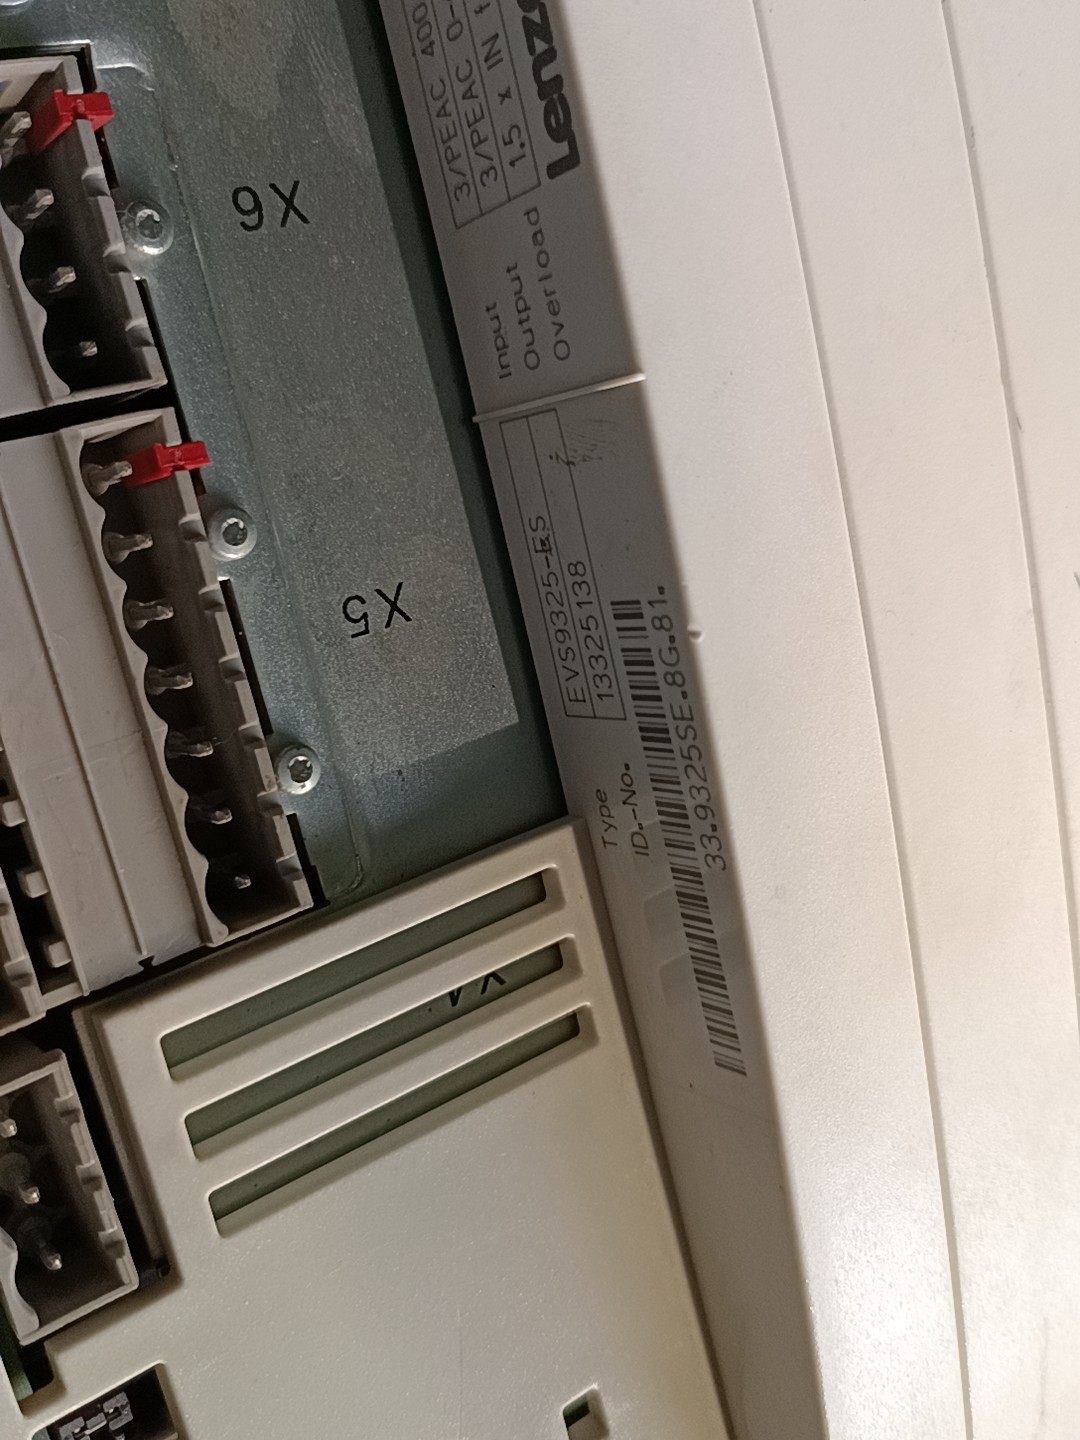 Lenze
Input 3/PEAC 400
Output 3/PEAC 0-
Overload 1.5 x IN f
Type EVS9325-ES
ID.-No. 13325138
33.9325SE.8G.81.
X6
X5